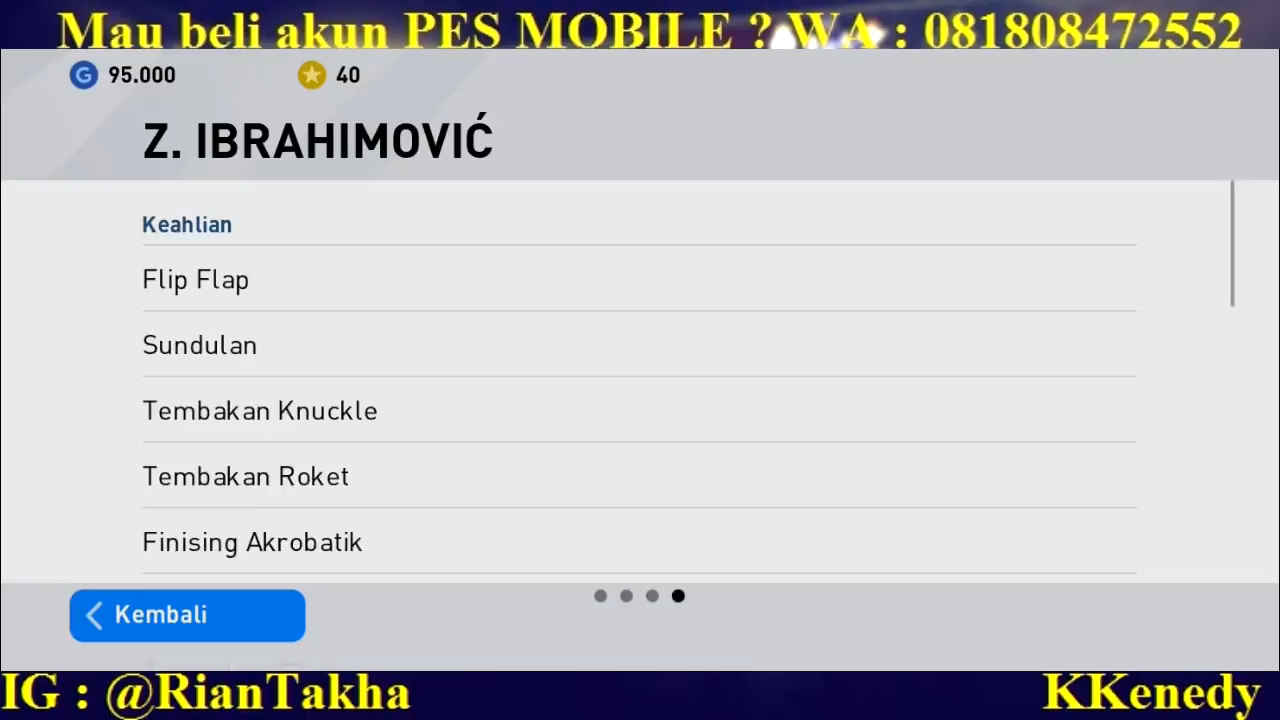 Mau beli akun PES MOBILE ? WA : 081808472552
G 95.000 40
Z. IBRAHIMOVIĆ
Keahlian
Flip Flap
Sundulan
Tembakan Knuckle
Tembakan Roket
Finising Akrobatik
Kembali
IG : @RianTakha KKenedy